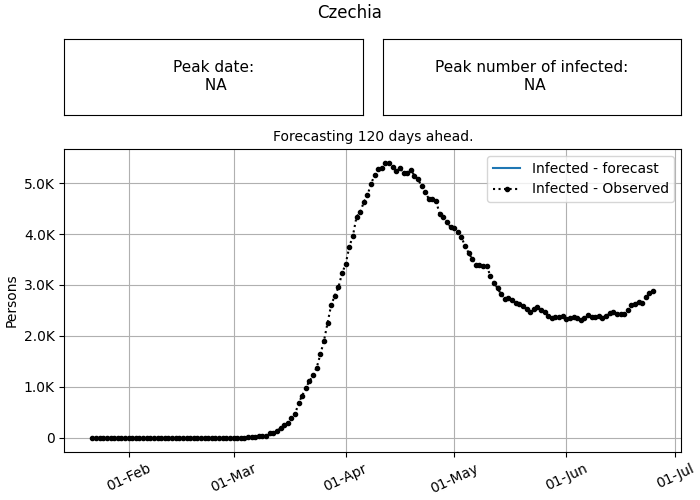 Czechia
Peak date:
NA
Peak number of infected:
NA
Forecasting 120 days ahead.
Infected - forecast
Infected - Observed
Persons
5.0K
4.0K
3.0K
2.0K
1.0K
0
01-Feb
01-Mar
01-Apr
01-May
01-Jun
01-Jul